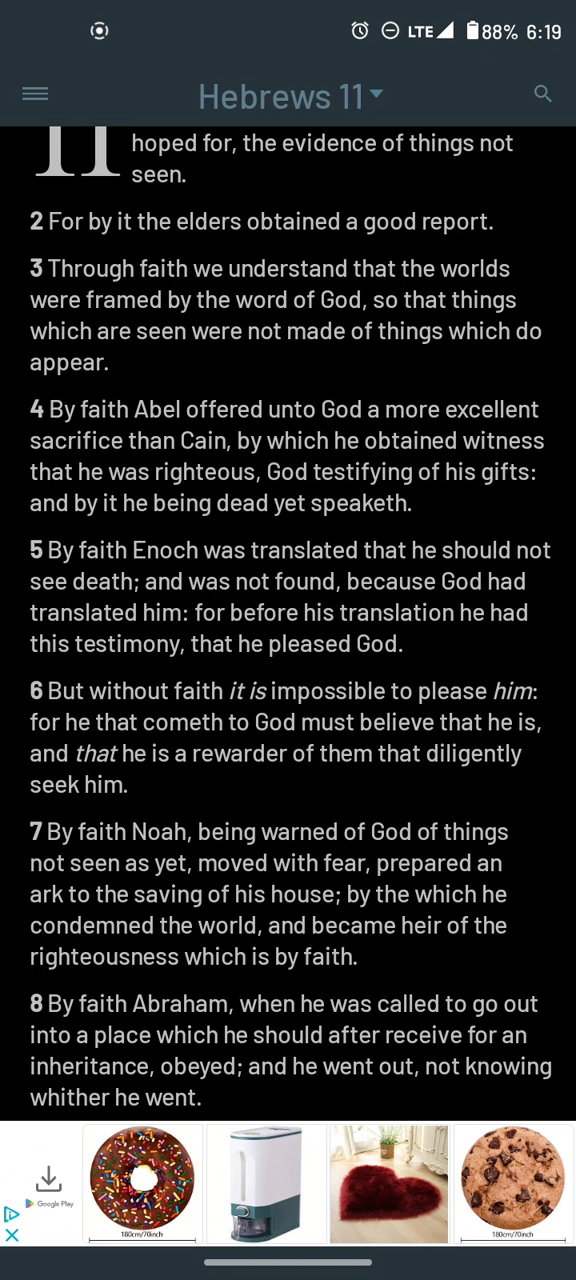 LTE 88% 6:19
Hebrews 11
11 hoped for, the evidence of things not
seen.
2 For by it the elders obtained a good report.
3 Through faith we understand that the worlds
were framed by the word of God, so that things
which are seen were not made of things which do
appear.
4 By faith Abel offered unto God a more excellent
sacrifice than Cain, by which he obtained witness
that he was righteous, God testifying of his gifts:
and by it he being dead yet speaketh.
5 By faith Enoch was translated that he should not
see death; and was not found, because God had
translated him: for before his translation he had
this testimony, that he pleased God.
6 But without faith it is impossible to please him:
for he that cometh to God must believe that he is,
and that he is a rewarder of them that diligently
seek him.
7 By faith Noah, being warned of God of things
not seen as yet, moved with fear, prepared an
ark to the saving of his house; by the which he
condemned the world, and became heir of the
righteousness which is by faith.
8 By faith Abraham, when he was called to go out
into a place which he should after receive for an
inheritance, obeyed; and he went out, not knowing
whither he went.
Google Play
180cm/70inch
180cm/70inch